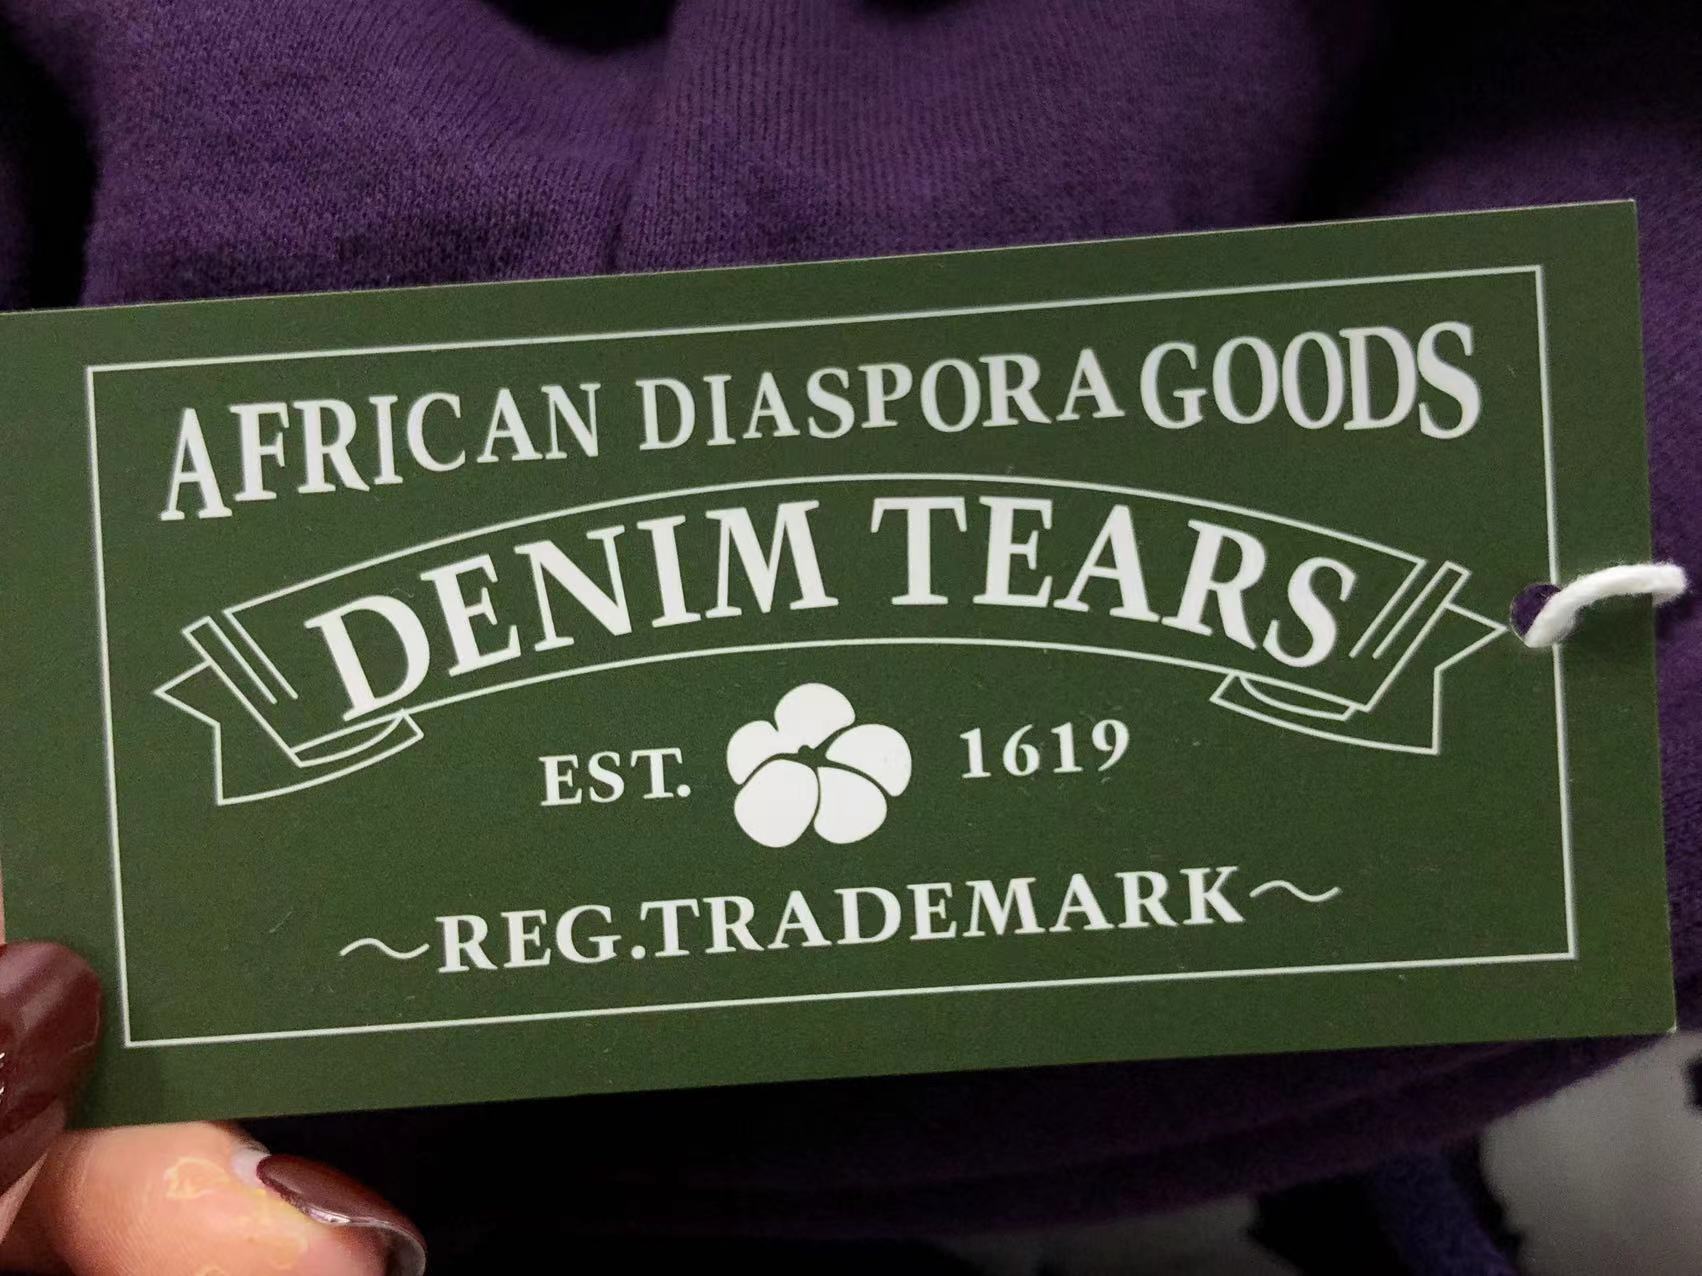 AFRICAN DIASPORA GOODS
DENIM TEARS
EST. 1619
~REG.TRADEMARK~